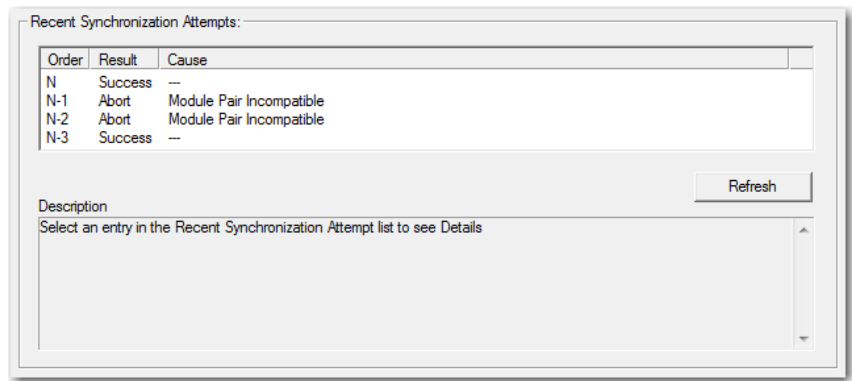 Recent Synchronization Attempts:
Order Result Cause
N Success ---
N-1 Abort Module Pair Incompatible
N-2 Abort Module Pair Incompatible
N-3 Success ---
Refresh
Description
Select an entry in the Recent Synchronization Attempt list to see Details